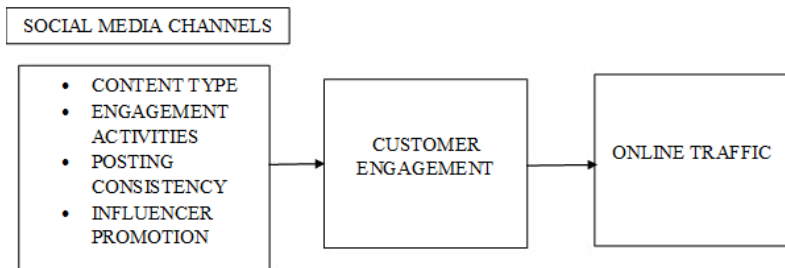 SOCIAL MEDIA CHANNELS
• CONTENT TYPE
• ENGAGEMENT
ACTIVITIES
• POSTING
CONSISTENCY
• INFLUENCER
PROMOTION
CUSTOMER
ENGAGEMENT
ONLINE TRAFFIC